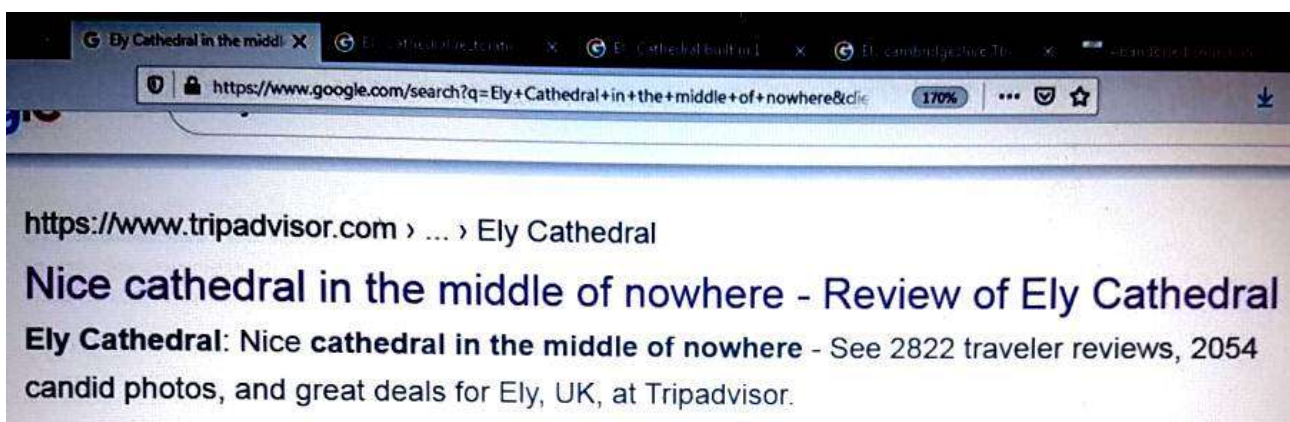 G Ely Cathedral in the middl X
https://www.google.com/search?q=Ely+Cathedral+in+the+middle+of+nowhere&clie 170%
https://www.tripadvisor.com › ... › Ely Cathedral
Nice cathedral in the middle of nowhere - Review of Ely Cathedral
Ely Cathedral: Nice cathedral in the middle of nowhere - See 2822 traveler reviews, 2054
candid photos, and great deals for Ely, UK, at Tripadvisor.